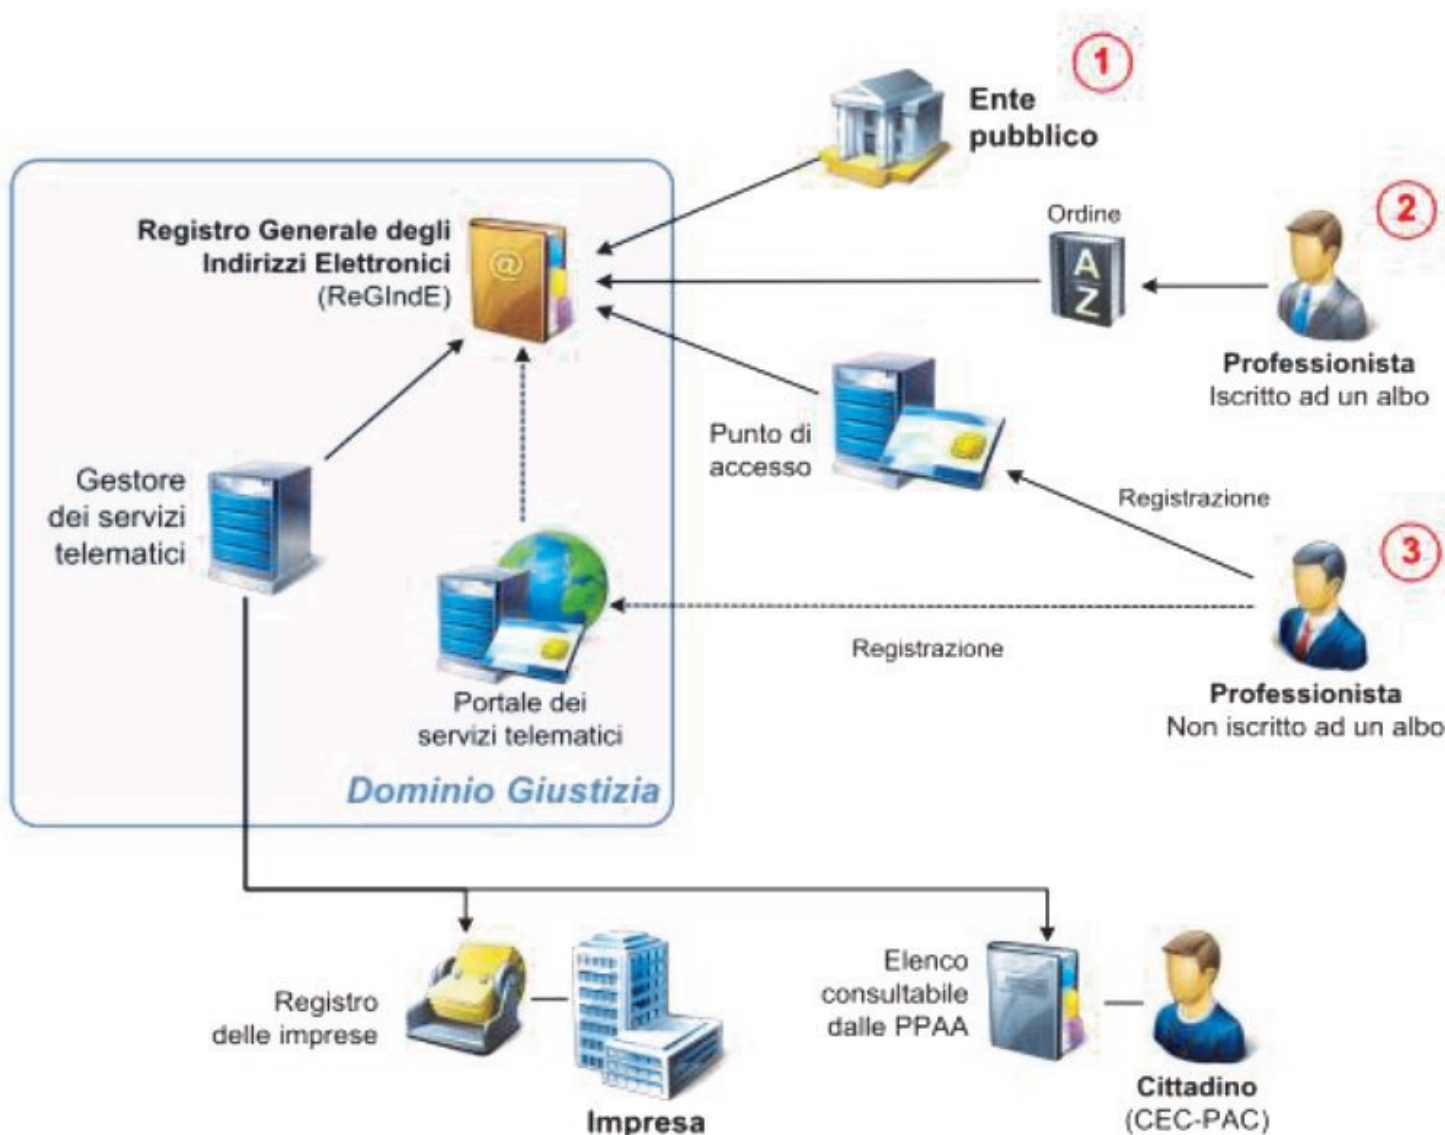 1
Ente
pubblico
2
Ordine
A
Z
Registro Generale degli
Indirizzi Elettronici
(ReGIndE)
@
Professionista
Iscritto ad un albo
Punto di
accesso
Gestore
dei servizi
telematici
Registrazione
3
Registrazione
Professionista
Non iscritto ad un albo
Portale dei
servizi telematici
Dominio Giustizia
Registro
delle imprese
Impresa
Elenco
consultabile
dalle PPAA
Cittadino
(CEC-PAC)